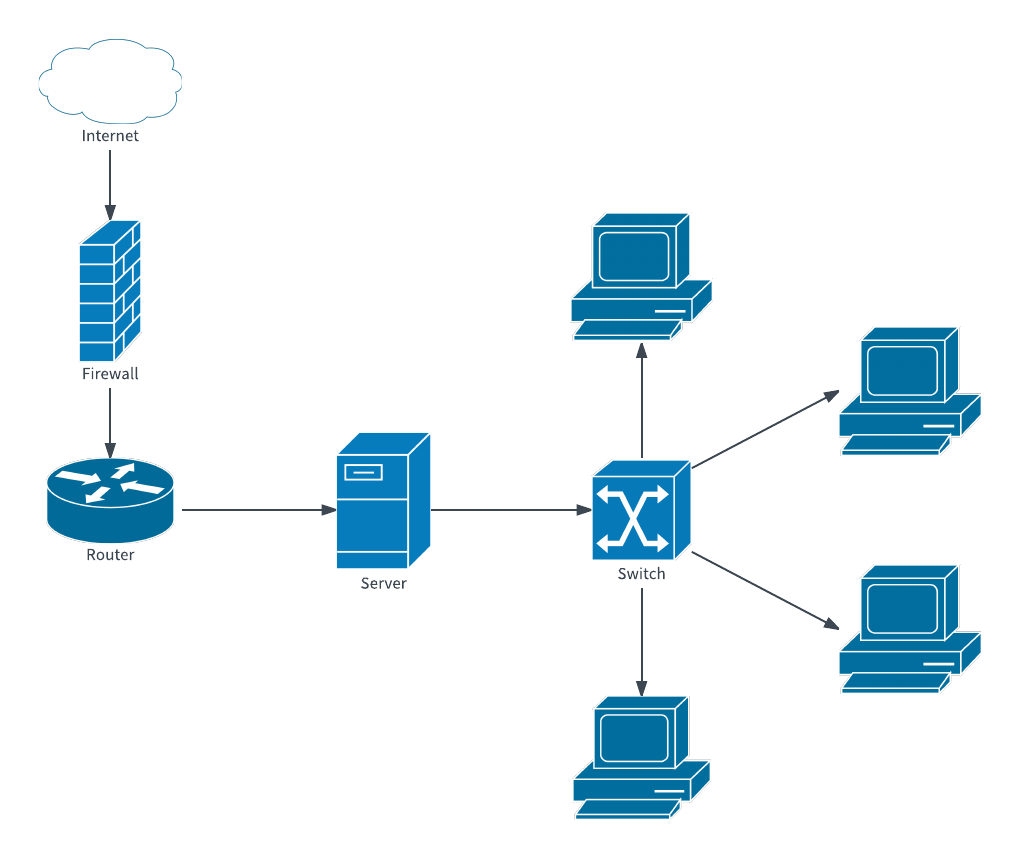 Internet
Firewall
Router
Server
Switch